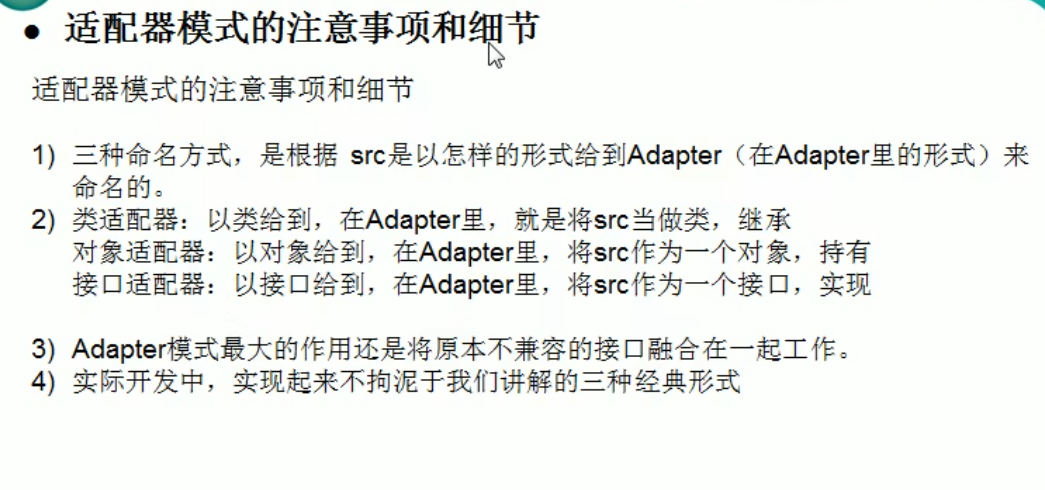 ● 适配器模式的注意事项和细节
适配器模式的注意事项和细节
1) 三种命名方式，是根据 src是以怎样的形式给到Adapter（在Adapter里的形式）来
命名的。
2) 类适配器：以类给到，在Adapter里，就是将src当做类，继承
对象适配器：以对象给到，在Adapter里，将src作为一个对象，持有
接口适配器：以接口给到，在Adapter里，将src作为一个接口，实现
3) Adapter模式最大的作用还是将原本不兼容的接口融合在一起工作。
4) 实际开发中，实现起来不拘泥于我们讲解的三种经典形式